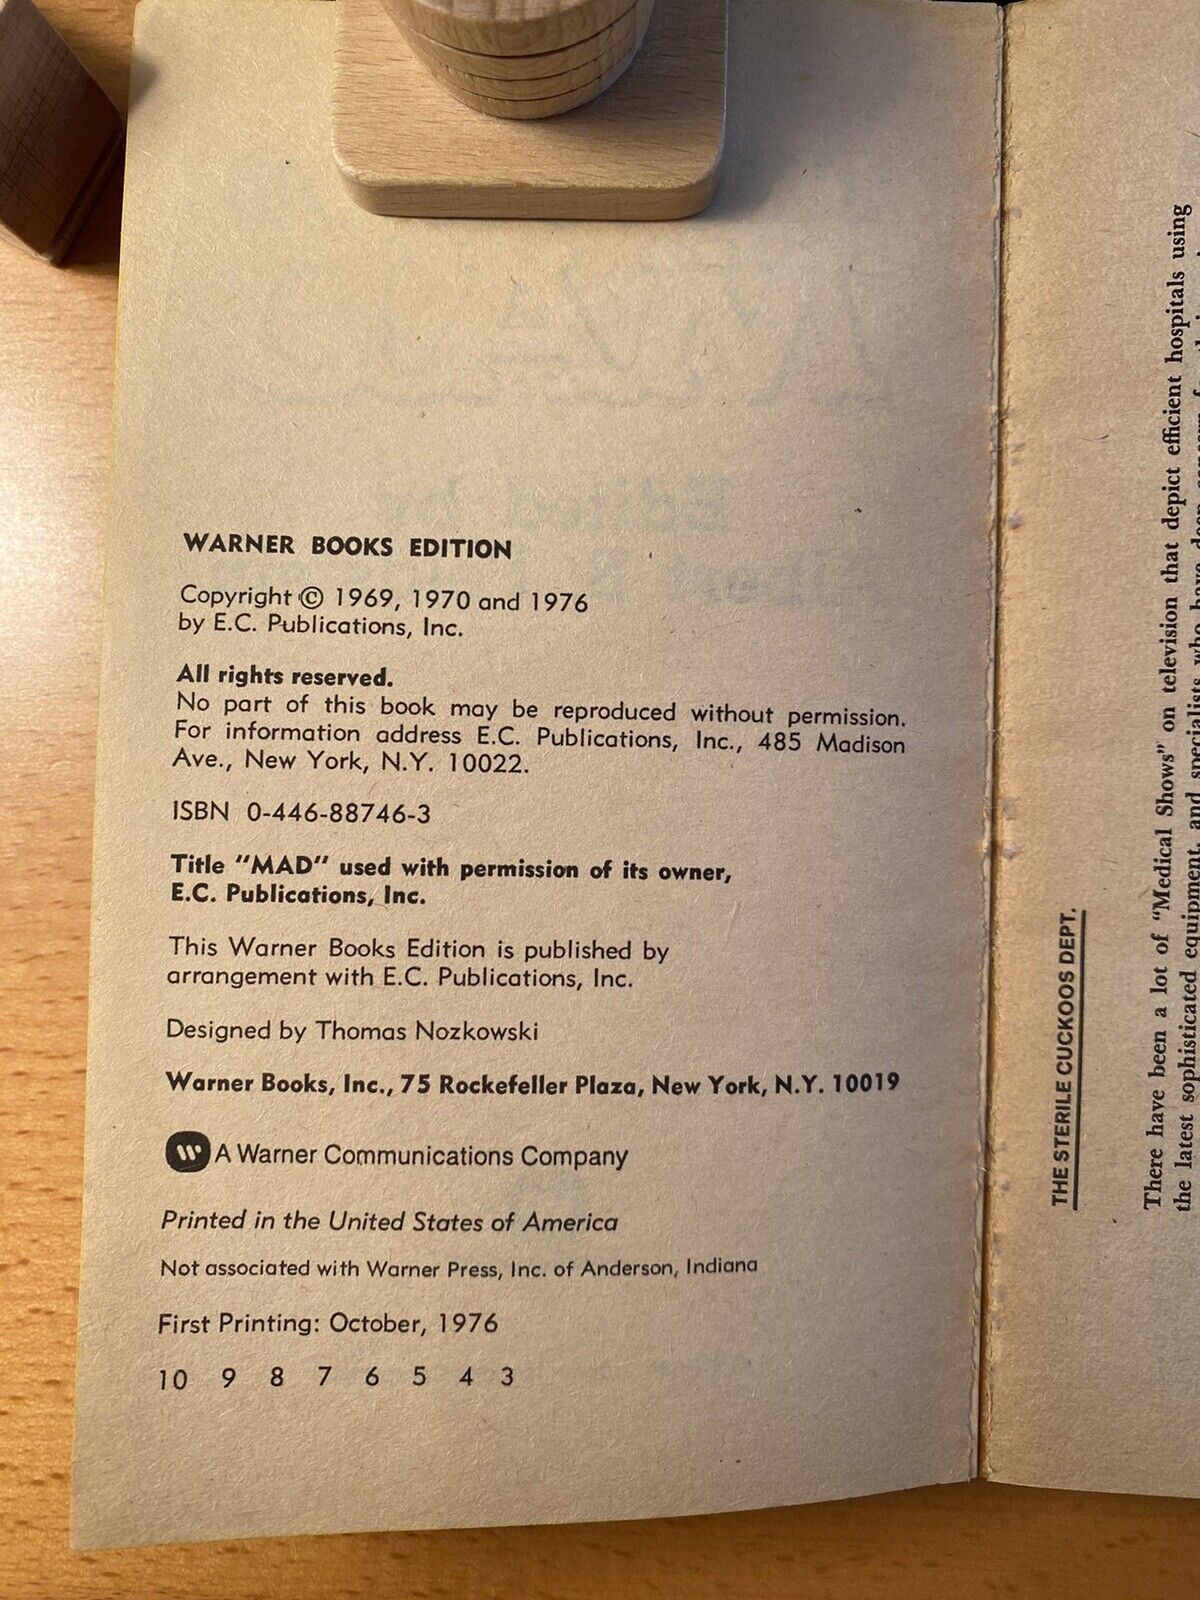 WARNER BOOKS EDITION
Copyright © 1969, 1970 and 1976
by E.C. Publications, Inc.
All rights reserved.
No part of this book may be reproduced without permission.
For information address E.C. Publications, Inc., 485 Madison
Ave., New York, N.Y. 10022.
ISBN 0-446-88746-3
Title "MAD" used with permission of its owner,
E.C. Publications, Inc.
This Warner Books Edition is published by
arrangement with E.C. Publications, Inc.
Designed by Thomas Nozkowski
Warner Books, Inc., 75 Rockefeller Plaza, New York, N.Y. 10019
A Warner Communications Company
Printed in the United States of America
Not associated with Warner Press, Inc. of Anderson, Indiana
First Printing: October, 1976
10 9 8 7 6 5 4 3
THE STERILE CUCKOOS DEPT.
There have been a lot of "Medical Shows" on television that depict efficient hospitals using
the latest sophisticated equipment, and specialists who have deep